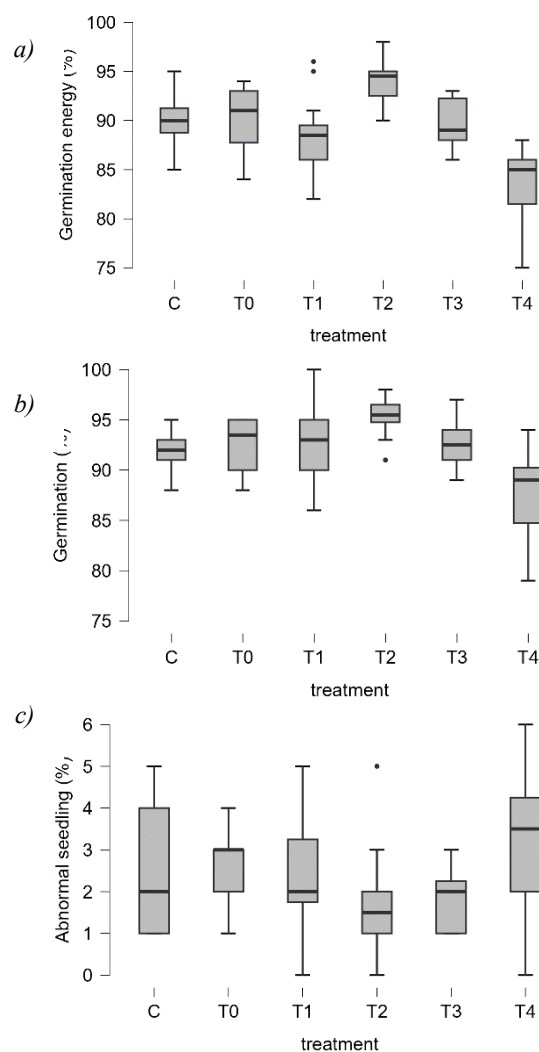 a)
Germination energy (%)
100
95
90
85
80
75
C T0 T1 T2 T3 T4
treatment
b)
Germination (%)
100
95
90
85
80
75
C T0 T1 T2 T3 T4
treatment
c)
Abnormal seedling (%)
6
5
4
3
2
1
0
C T0 T1 T2 T3 T4
treatment